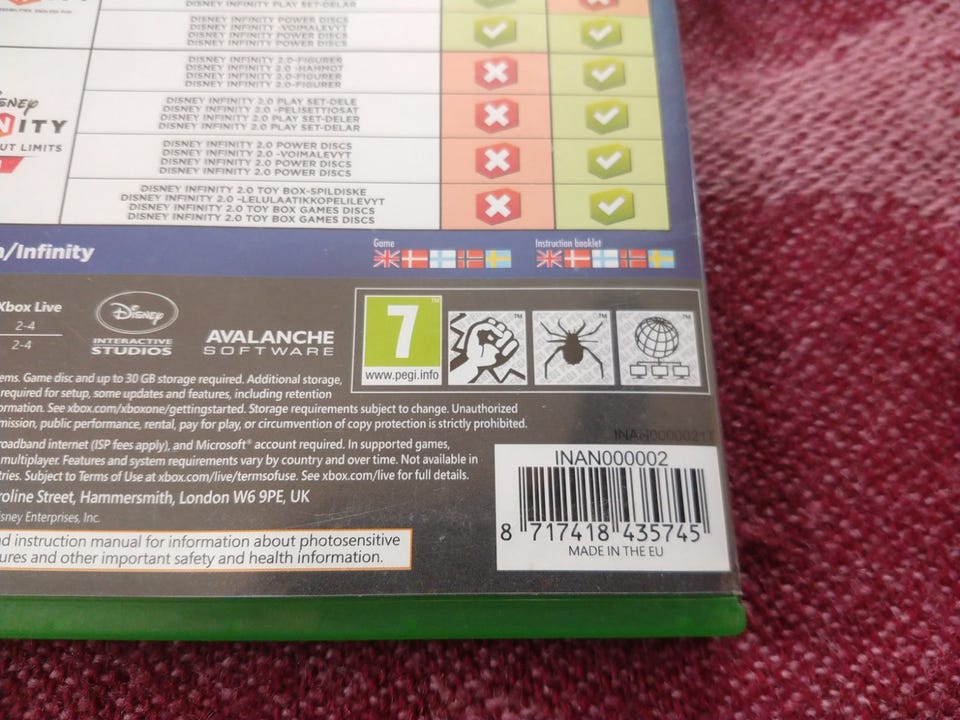 DISNEY INFINITY PLAY SET-DELAR
DISNEY INFINITY POWER DISCS
DISNEY INFINITY -VOIMALEVYT
DISNEY INFINITY POWER DISCS
DISNEY INFINITY POWER DISCS
DISNEY INFINITY 2.0-FIGURER
DISNEY INFINITY 2.0 -HAHMOT
DISNEY INFINITY 2.0-FIGURER
DISNEY INFINITY 2.0-FIGURER
DISNEY INFINITY 2.0 PLAY SET-DELE
DISNEY INFINITY 2.0 -PELISETTIOSAT
DISNEY INFINITY 2.0 PLAY SET-DELER
DISNEY INFINITY 2.0 PLAY SET-DELAR
DISNEY INFINITY 2.0 POWER DISCS
DISNEY INFINITY 2.0 -VOIMALEVYT
DISNEY INFINITY 2.0 POWER DISCS
DISNEY INFINITY 2.0 POWER DISCS
DISNEY INFINITY 2.0 TOY BOX-SPILDISKE
DISNEY INFINITY 2.0 -LELULAATIKKOPELILEVYT
DISNEY INFINITY 2.0 TOY BOX GAMES DISCS
DISNEY INFINITY 2.0 TOY BOX GAMES DISCS
SNEY
NITY
UT LIMITS
n/Infinity
Game
Instruction booklet
Xbox Live
2-4
2-4
Disney
INTERACTIVE
STUDIOS
AVALANCHE
SOFTWARE
7
www.pegi.info
ems. Game disc and up to 30 GB storage required. Additional storage,
required for setup, some updates and features, including retention
ormation. See xbox.com/xboxone/gettingstarted. Storage requirements subject to change. Unauthorized
mission, public performance, rental, pay for play, or circumvention of copy protection is strictly prohibited.
roadband internet (ISP fees apply), and Microsoft® account required. In supported games,
multiplayer. Features and system requirements vary by country and over time. Not available in
tries. Subject to Terms of Use at xbox.com/live/termsofuse. See xbox.com/live for full details.
roline Street, Hammersmith, London W6 9PE, UK
isney Enterprises, Inc.
nd instruction manual for information about photosensitive
ures and other important safety and health information.
INAN000002
8 717418 435745
MADE IN THE EU